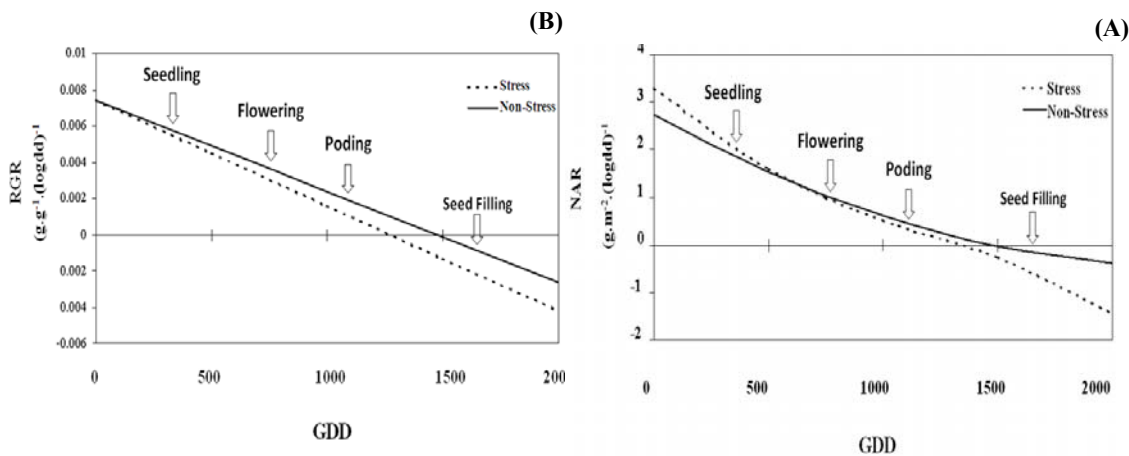 (B)
0.01
0.008
0.006
0.004
0.002
0
0.002
0.004
-0.006
RGR
(g.g⁻¹.(logdd)⁻¹
Seedling
Flowering
Poding
Seed Filling
Stress
Non-Stress
0 500 1000 1500 200
GDD
(A)
4
3
2
1
0
-1
-2
NAR
(g.m⁻².(logdd)⁻¹
Seedling
Flowering
Poding
Seed Filling
Stress
Non-Stress
0 500 1000 1500 2000
GDD